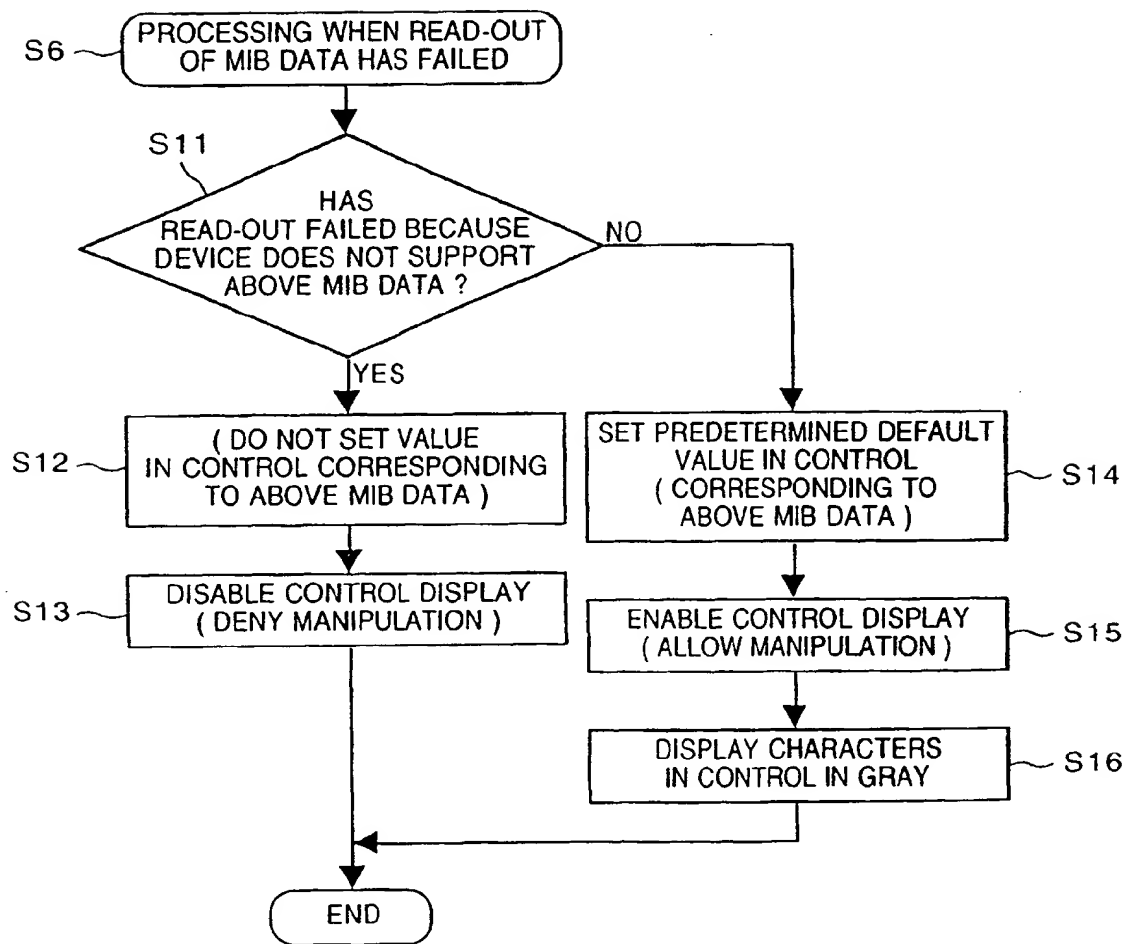 S6
PROCESSING WHEN READ-OUT
OF MIB DATA HAS FAILED
S11
HAS
READ-OUT FAILED BECAUSE
DEVICE DOES NOT SUPPORT
ABOVE MIB DATA ?
NO
YES
S12
( DO NOT SET VALUE
IN CONTROL CORRESPONDING
TO ABOVE MIB DATA )
SET PREDETERMINED DEFAULT
VALUE IN CONTROL
( CORRESPONDING TO
ABOVE MIB DATA )
S14
S13
DISABLE CONTROL DISPLAY
( DENY MANIPULATION )
ENABLE CONTROL DISPLAY
( ALLOW MANIPULATION )
S15
DISPLAY CHARACTERS
IN CONTROL IN GRAY
S16
END